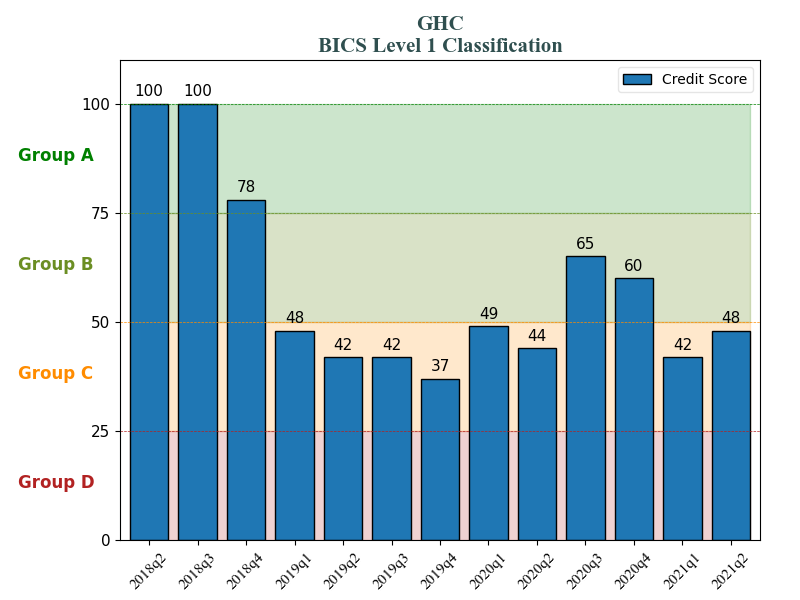 GHC
BICS Level 1 Classification
Credit Score
100
75
50
25
0
Group A
Group B
Group C
Group D
100
100
78
48
42
42
37
49
44
65
60
42
48
2018q2
2018q3
2018q4
2019q1
2019q2
2019q3
2019q4
2020q1
2020q2
2020q3
2020q4
2021q1
2021q2